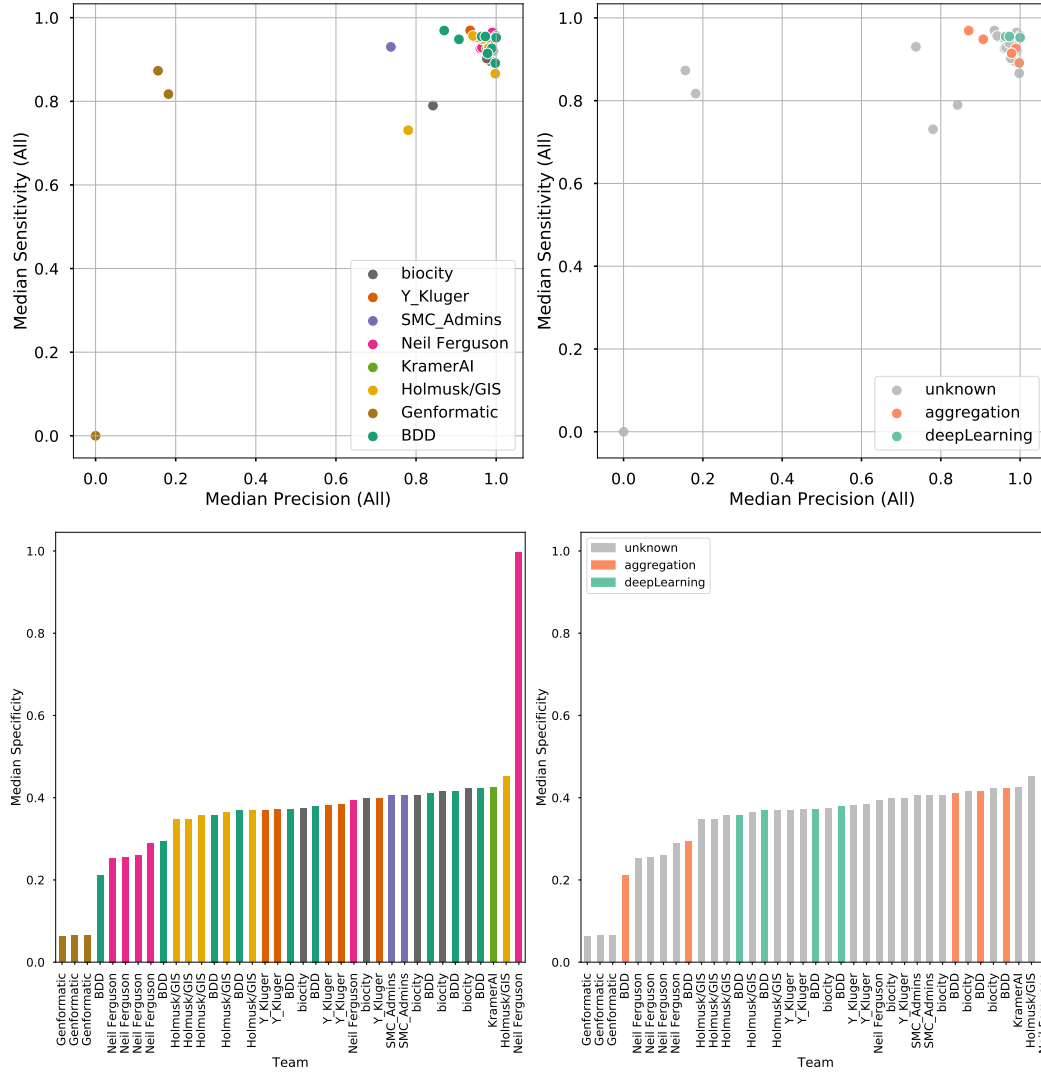 1.0
0.8
0.6
0.4
0.2
0.0
Median Sensitivity (All)
biocity
Y_Kluger
SMC_Admins
Neil Ferguson
KramerAI
Holmusk/GIS
Genformatic
BDD
0.0 0.2 0.4 0.6 0.8 1.0
Median Precision (All)
1.0
0.8
0.6
0.4
0.2
0.0
Median Sensitivity (All)
unknown
aggregation
deepLearning
0.0 0.2 0.4 0.6 0.8 1.0
Median Precision (All)
1.0
0.8
0.6
0.4
0.2
0.0
Median Specificity
Genformatic
Genformatic
Genformatic
BDD
Neil Ferguson
Neil Ferguson
Neil Ferguson
Neil Ferguson
BDD
Holmusk/GIS
Holmusk/GIS
Holmusk/GIS
BDD
Holmusk/GIS
BDD
Holmusk/GIS
Y_Kluger
Y_Kluger
BDD
biocity
BDD
Y_Kluger
Y_Kluger
Neil Ferguson
biocity
Y_Kluger
SMC_Admins
SMC_Admins
biocity
BDD
biocity
BDD
biocity
BDD
KramerAI
Holmusk/GIS
Neil Ferguson
Team
1.0
0.8
0.6
0.4
0.2
0.0
Median Specificity
unknown
aggregation
deepLearning
Genformatic
Genformatic
Genformatic
BDD
Neil Ferguson
Neil Ferguson
Neil Ferguson
Neil Ferguson
BDD
Holmusk/GIS
Holmusk/GIS
Holmusk/GIS
BDD
Holmusk/GIS
BDD
Holmusk/GIS
Y_Kluger
Y_Kluger
BDD
biocity
BDD
Y_Kluger
Y_Kluger
Neil Ferguson
biocity
Y_Kluger
SMC_Admins
SMC_Admins
biocity
BDD
biocity
BDD
biocity
BDD
KramerAI
Holmusk/GIS
Team